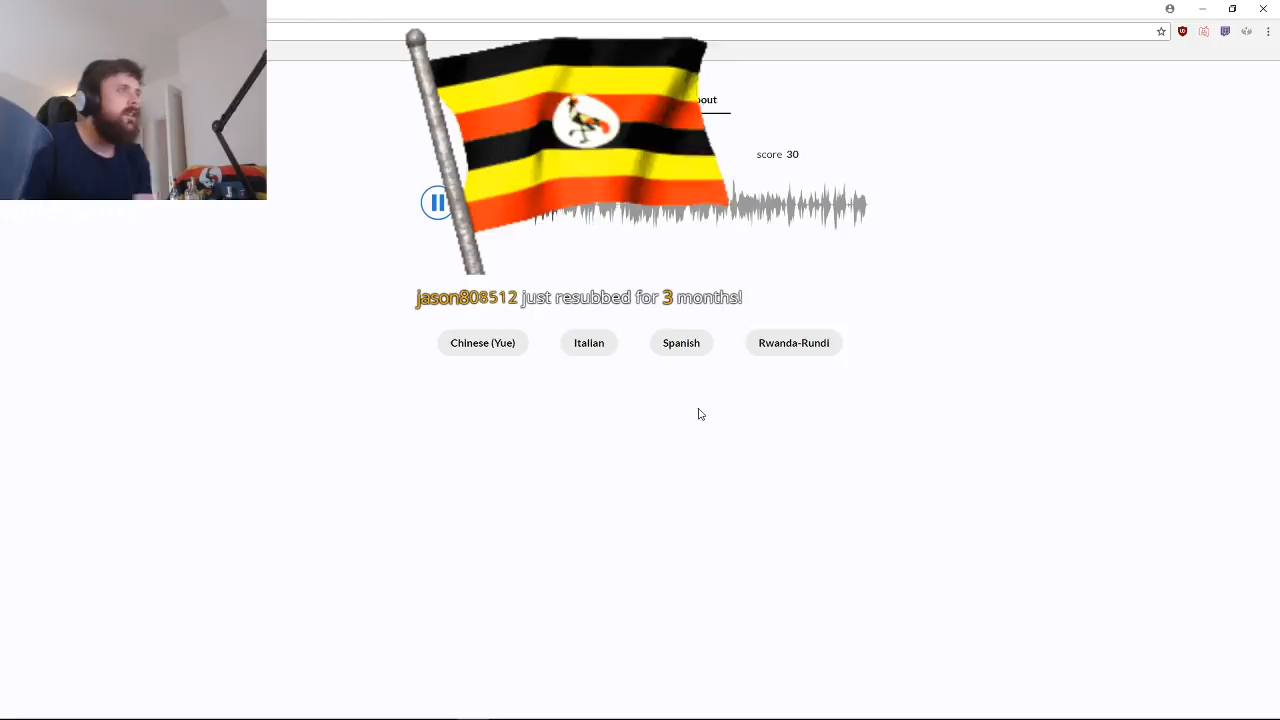 out
score 30
jason808512 just resubbed for 3 months!
Chinese (Yue) Italian Spanish Rwanda-Rundi